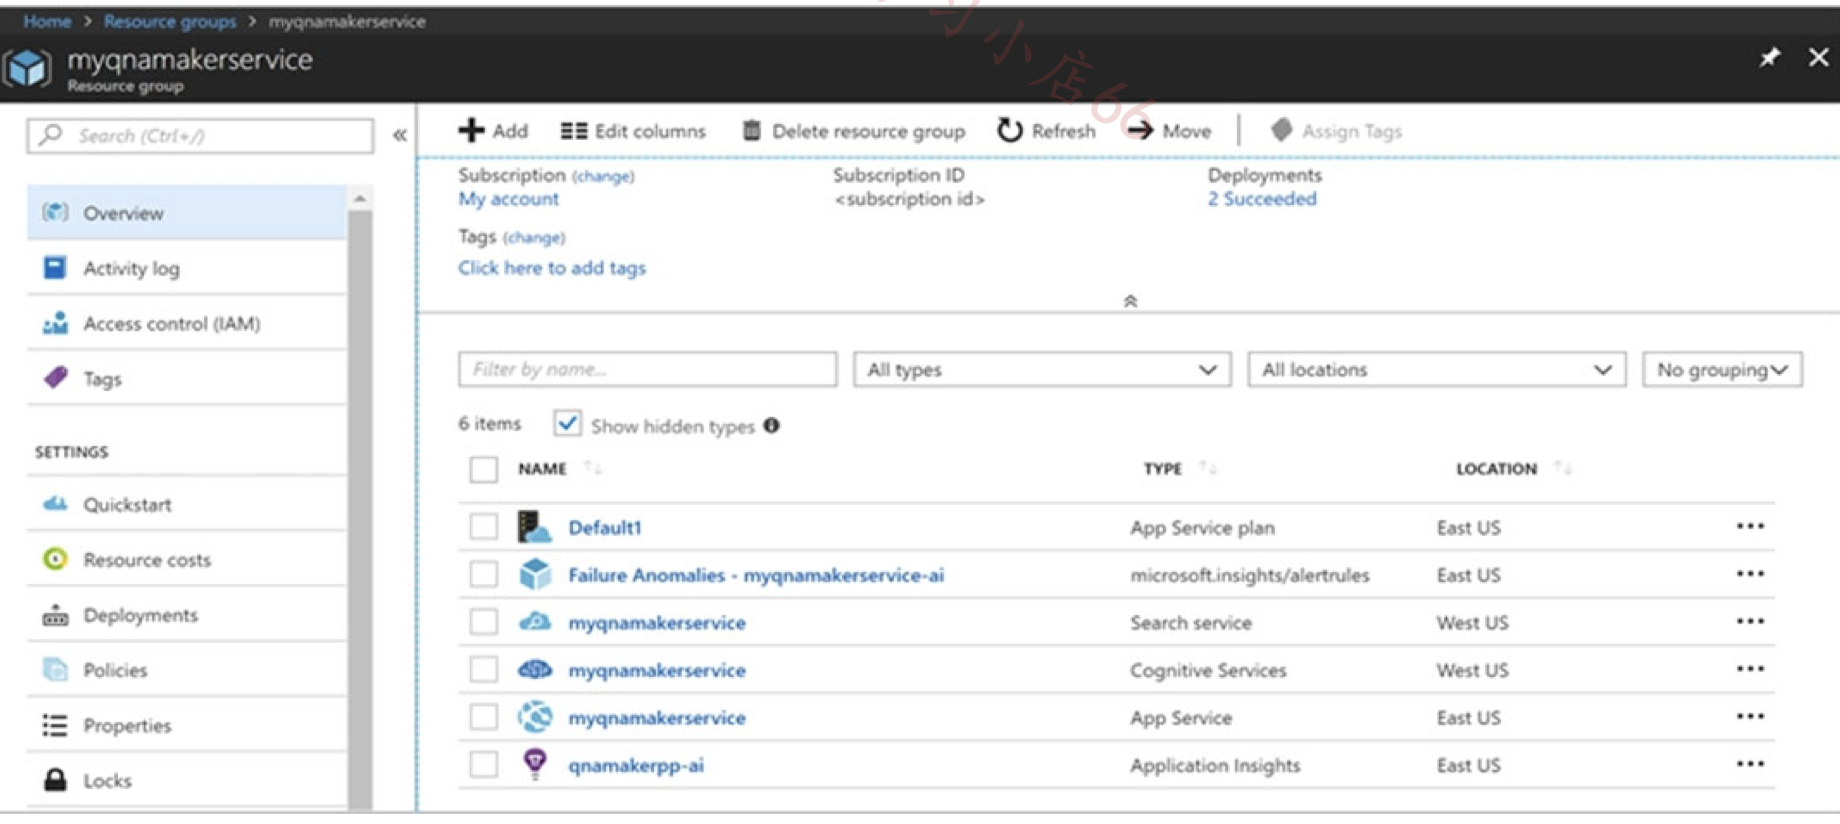 Home > Resource groups > myqnamakerservice
myqnamakerservice
Resource group
Search (Ctrl+/)
Overview
Activity log
Access control (IAM)
Tags
SETTINGS
Quickstart
Resource costs
Deployments
Policies
Properties
Locks
Add Edit columns Delete resource group Refresh Move Assign Tags
Subscription (change) Subscription ID Deployments
My account <subscription id> 2 Succeeded
Tags (change)
Click here to add tags
Filter by name... All types All locations No grouping
6 items Show hidden types
NAME TYPE LOCATION
Default1 App Service plan East US
Failure Anomalies - myqnamakerservice-ai microsoft.insights/alertrules East US
myqnamakerservice Search service West US
myqnamakerservice Cognitive Services West US
myqnamakerservice App Service East US
qnamakerpp-ai Application Insights East US
小店66